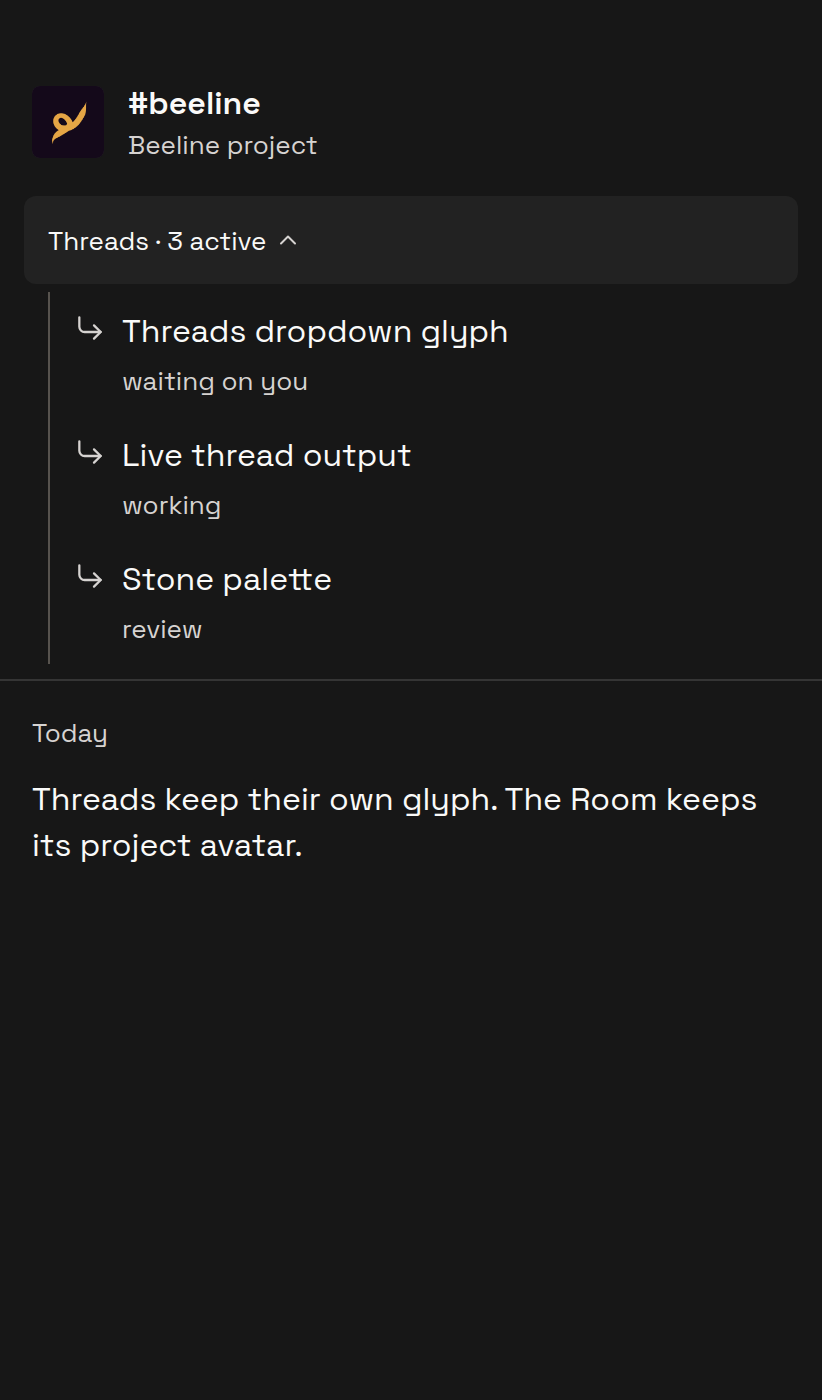 #beeline
Beeline project
Threads · 3 active
Threads dropdown glyph
waiting on you
Live thread output
working
Stone palette
review
Today
Threads keep their own glyph. The Room keeps
its project avatar.